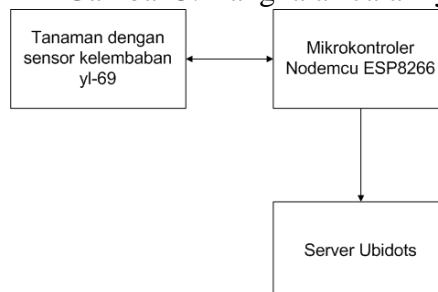 Tanaman dengan
sensor kelembaban
yl-69
Mikrokontroler
Nodemcu ESP8266
Server Ubidots